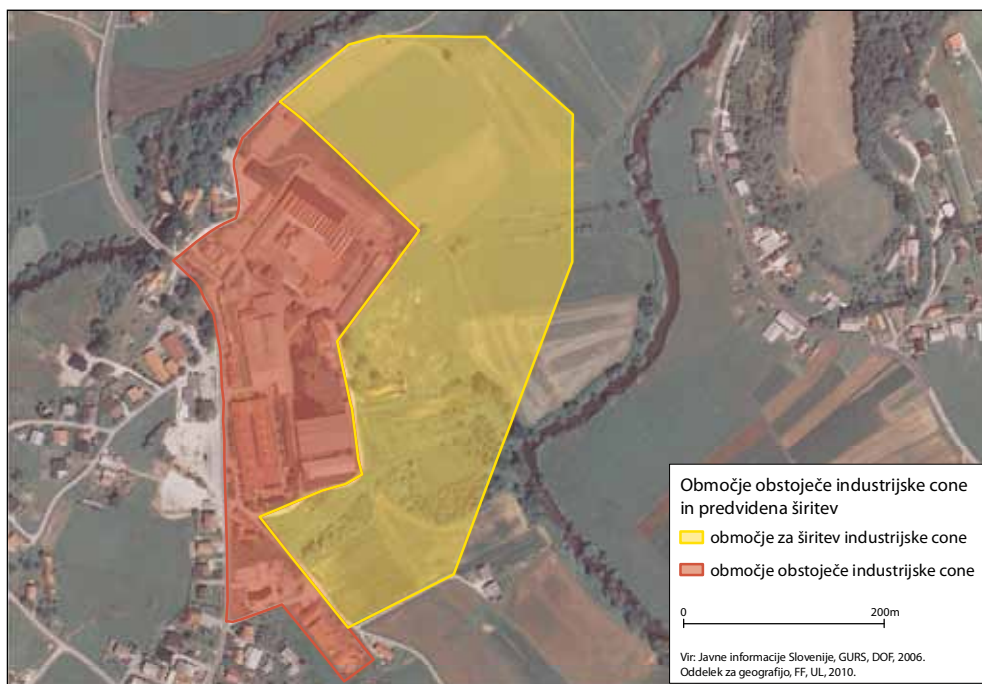 Območje obstoječe industrijske cone
in predvidena širitev
območje za širitev industrijske cone
območje obstoječe industrijske cone
0 200m
Vir: Javne informacije Slovenije, GURS, DOF, 2006.
Oddelek za geografijo, FF, UL, 2010.